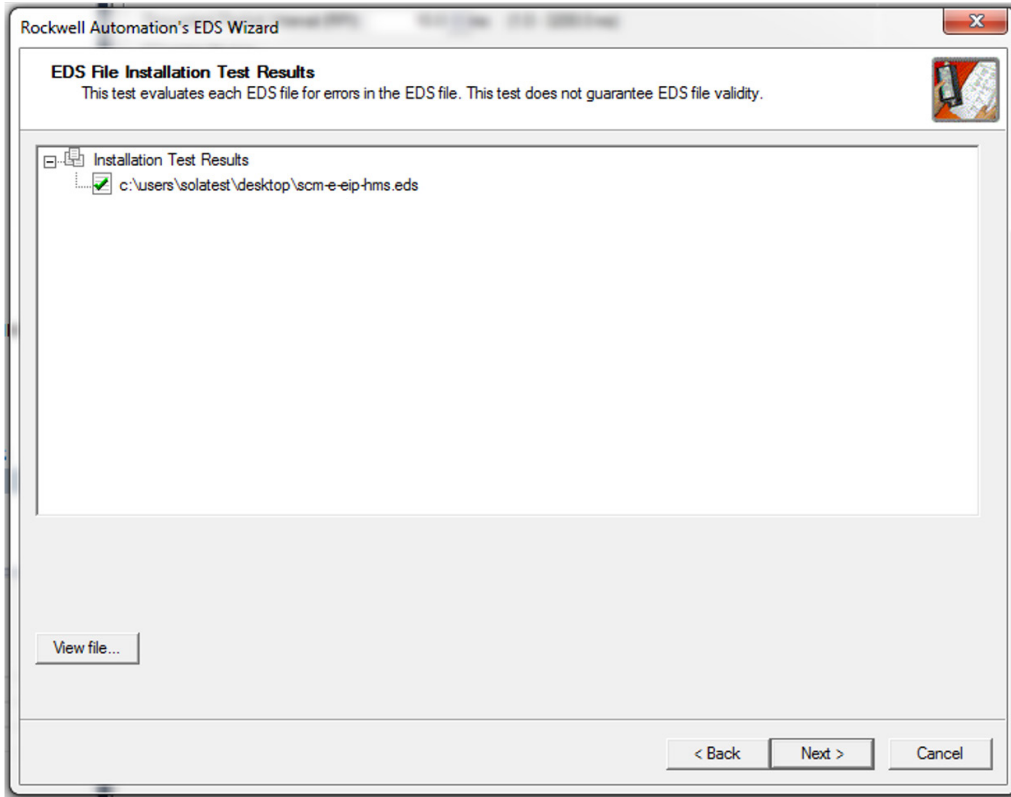 Rockwell Automation's EDS Wizard
EDS File Installation Test Results
This test evaluates each EDS file for errors in the EDS file. This test does not guarantee EDS file validity.
Installation Test Results
c:\users\solatest\desktop\scm-e-eip-hms.eds
View file...
< Back
Next >
Cancel